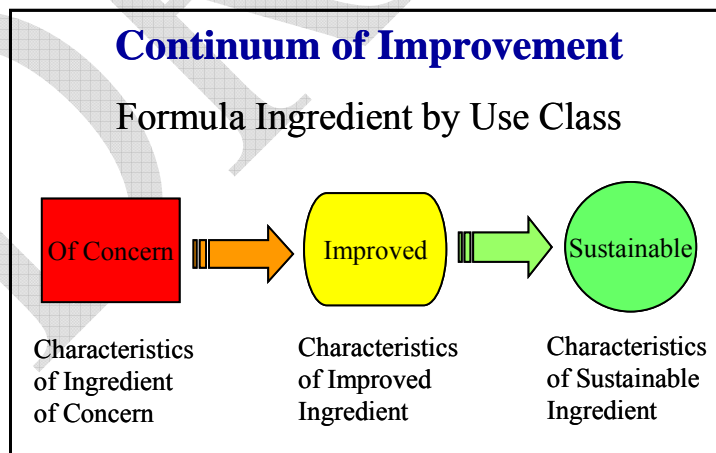 Continuum of Improvement
Formula Ingredient by Use Class
Of Concern
Improved
Sustainable
Characteristics
of Ingredient
of Concern
Characteristics
of Improved
Ingredient
Characteristics
of Sustainable
Ingredient